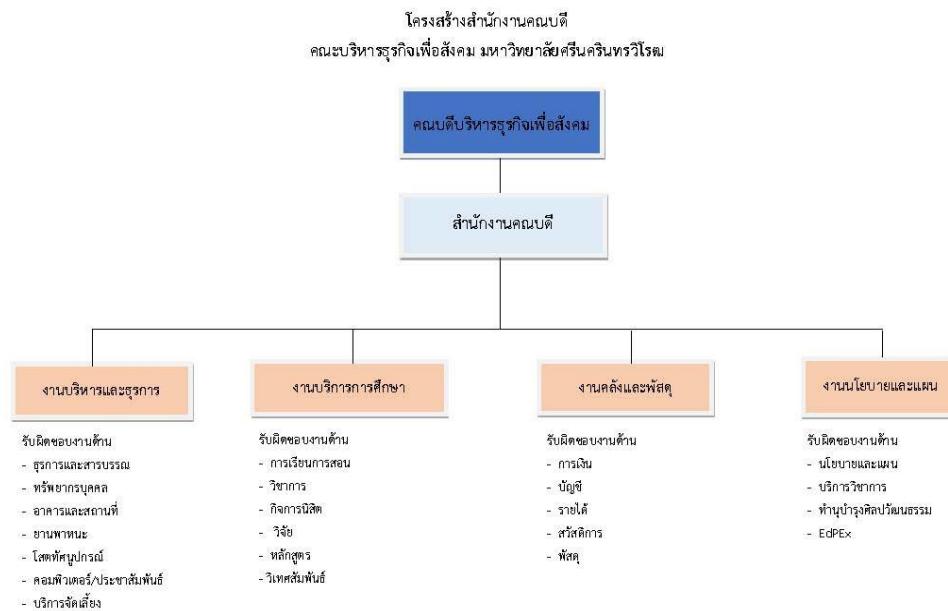 โครงสร้างสำนักงานคณบดี
คณะบริหารธุรกิจเพื่อสังคม มหาวิทยาลัยศรีนครินทรวิโรฒ
คณบดีบริหารธุรกิจเพื่อสังคม
สำนักงานคณบดี
งานบริหารและธุรการ
รับผิดชอบงานด้าน
- ธุรการและสารบรรณ
- ทรัพยากรบุคคล
- อาคารและสถานที่
- ยานพาหนะ
- โสตทัศนูปกรณ์
- คอมพิวเตอร์/ประชาสัมพันธ์
- บริการจัดเลี้ยง
งานบริการการศึกษา
รับผิดชอบงานด้าน
- การเรียนการสอน
- วิชาการ
- กิจการนิสิต
- วิจัย
- หลักสูตร
- วิเทศสัมพันธ์
งานคลังและพัสดุ
รับผิดชอบงานด้าน
- การเงิน
- บัญชี
- รายได้
- สวัสดิการ
- พัสดุ
งานนโยบายและแผน
รับผิดชอบงานด้าน
- นโยบายและแผน
- บริการวิชาการ
- ทำนุบำรุงศิลปวัฒนธรรม
- EdPEx